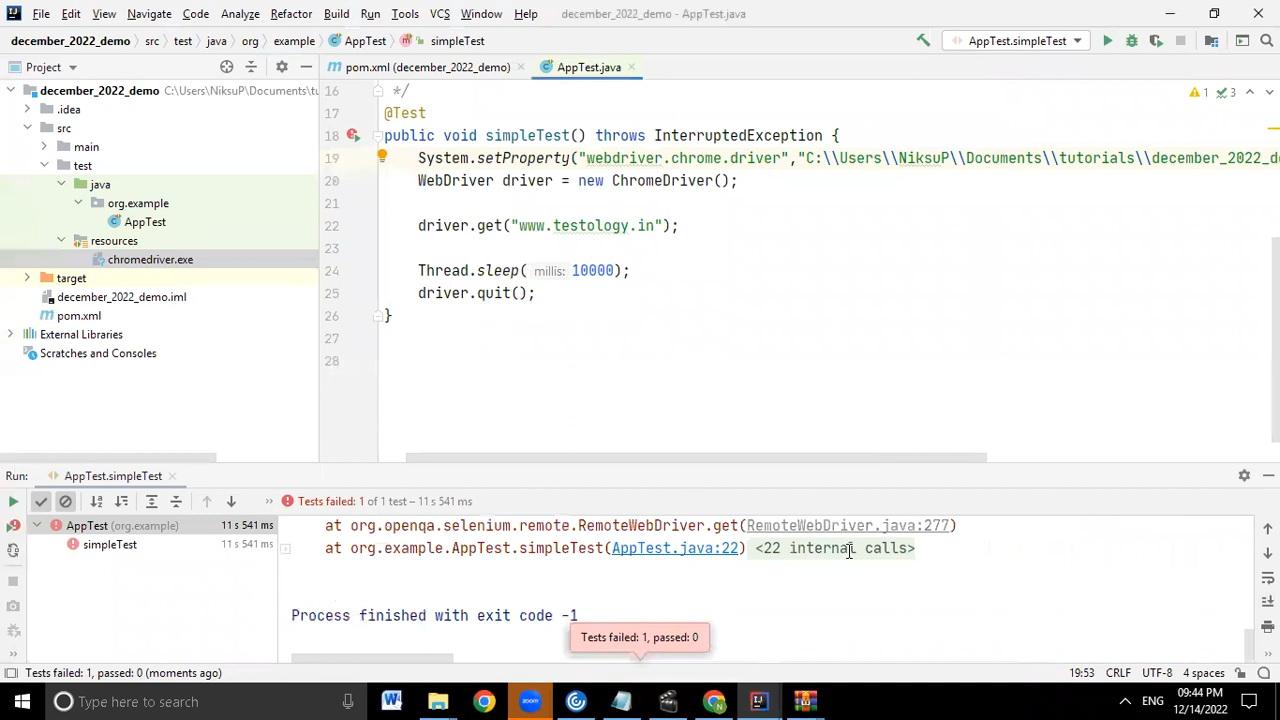 File Edit View Navigate Code Analyze Refactor Build Run Tools VCS Window Help december_2022_demo - AppTest.java
december_2022_demo src test java org example AppTest simpleTest AppTest.simpleTest
Project pom.xml (december_2022_demo) AppTest.java
december_2022_demo C:\Users\NiksuP\Documents\tu
.idea
src
main
test
java
org.example
AppTest
resources
chromedriver.exe
target
december_2022_demo.iml
pom.xml
External Libraries
Scratches and Consoles
1 3
16 */
17 @Test
18 public void simpleTest() throws InterruptedException {
19 System.setProperty("webdriver.chrome.driver","C:\\Users\\NiksuP\\Documents\\tutorials\\december_2022_d
20 WebDriver driver = new ChromeDriver();
21
22 driver.get("www.testology.in");
23
24 Thread.sleep( millis: 10000);
25 driver.quit();
26 }
27
28
Run: AppTest.simpleTest
Tests failed: 1 of 1 test – 11 s 541 ms
AppTest (org.example) 11 s 541 ms
simpleTest 11 s 541 ms
at org.openqa.selenium.remote.RemoteWebDriver.get(RemoteWebDriver.java:277)
at org.example.AppTest.simpleTest(AppTest.java:22) <22 internal calls>
Process finished with exit code -1
Tests failed: 1, passed: 0
Tests failed: 1, passed: 0 (moments ago) 19:53 CRLF UTF-8 4 spaces
Type here to search
W
zoom
N
ENG
09:44 PM
12/14/2022